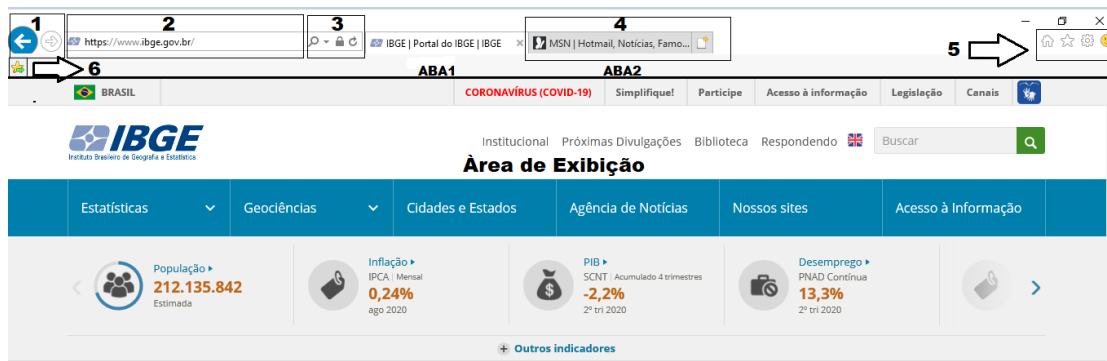 1 2 3 4
https://www.ibge.gov.br/ IBGE | Portal do IBGE | IBGE × MSN | Hotmail, Notícias, Famo... 5
6 ABA1 ABA2
BRASIL CORONAVÍRUS (COVID-19) Simplifique! Participe Acesso à informação Legislação Canais
IBGE
Instituto Brasileiro de Geografia e Estatística
Institucional Próximas Divulgações Biblioteca Respondendo Buscar
Àrea de Exibição
Estatísticas Geociências Cidades e Estados Agência de Notícias Nossos sites Acesso à Informação
População
212.135.842
Estimada
Inflação
IPCA | Mensal
0,24%
ago 2020
PIB
SCNT | Acumulado 4 trimestres
-2,2%
2º tri 2020
Desemprego
PNAD Contínua
13,3%
2º tri 2020
Outros indicadores